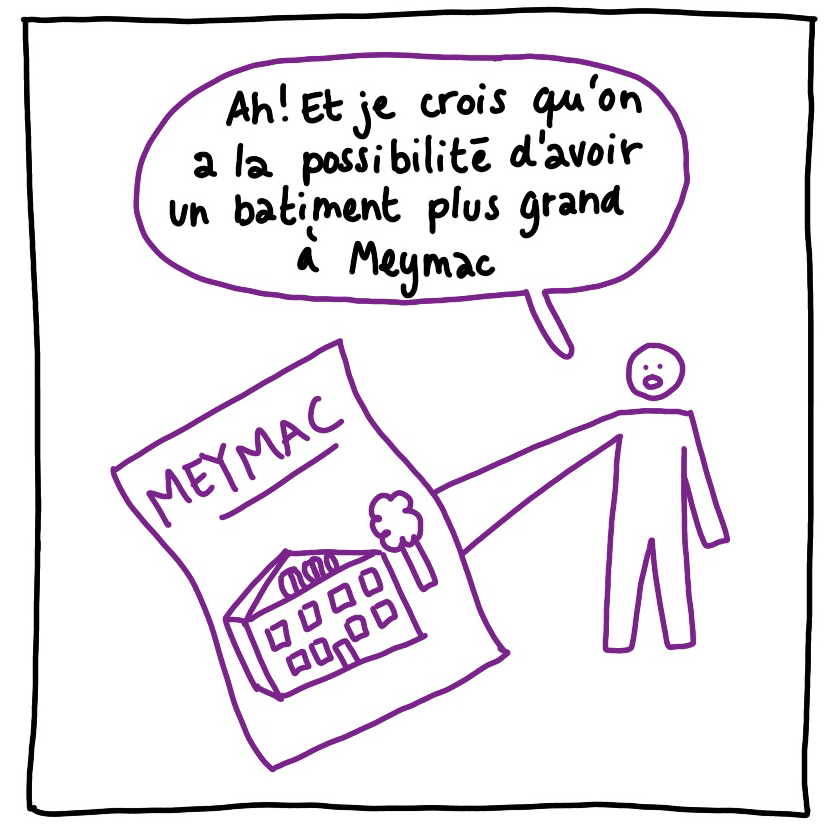 Ah! Et je crois qu'on
a la possibilité d'avoir
un batiment plus grand
à Meymac
MEYMAC